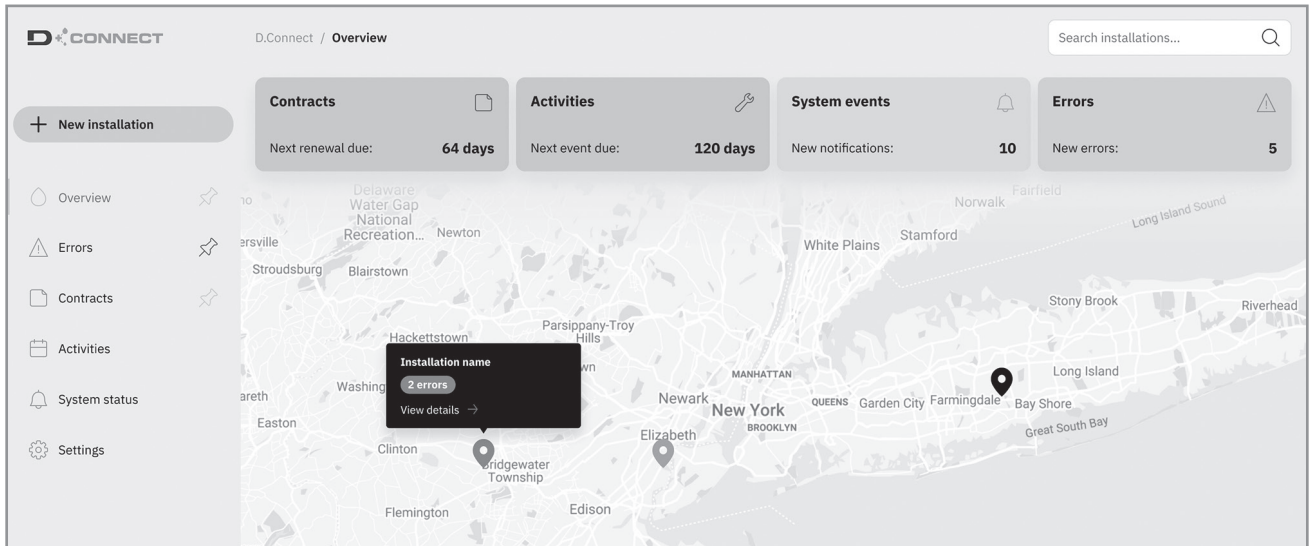 D CONNECT
D.Connect / Overview
Search installations...
New installation
Overview
Errors
Contracts
Activities
System status
Settings
Contracts
Next renewal due: 64 days
Activities
Next event due: 120 days
System events
New notifications: 10
Errors
New errors: 5
Delaware
Water Gap
National
Recreation...
Newton
ersville
Stroudsburg
Blairstown
Fairfield
Norwalk
Long Island Sound
White Plains
Stamford
Stony Brook
Riverhead
Parsippany-Troy
Hills
Hackettstown
Installation name
2 errors
View details
wn
Washing
areth
Easton
MANHATTAN
Long Island
Newark
New York
QUEENS
Garden City
Farmingdale
Bay Shore
BROOKLYN
Great South Bay
Elizabeth
Clinton
Bridgewater
Township
Flemington
Edison